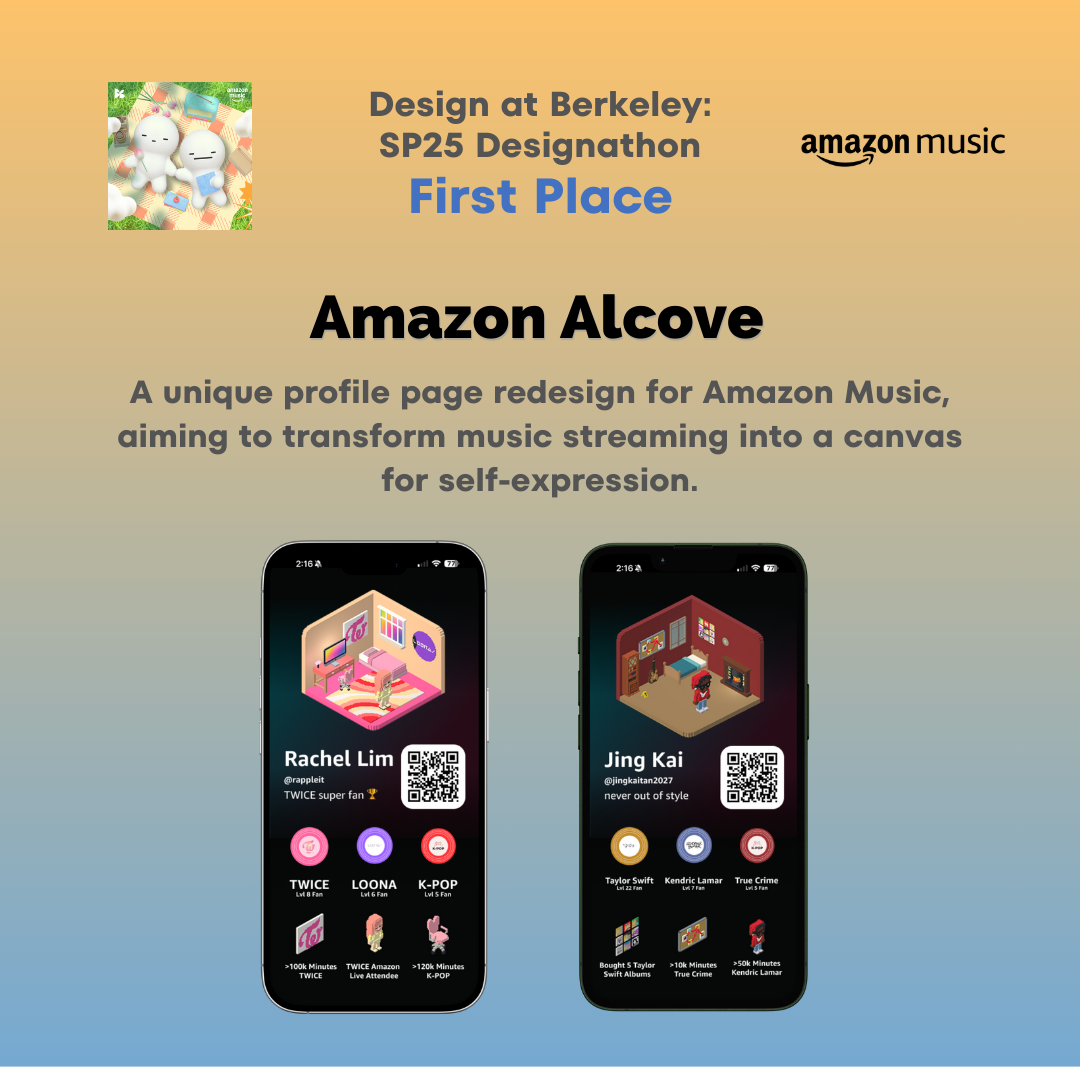 amazon
music
Design at Berkeley:
SP25 Designathon
First Place
amazon music
Amazon Alcove
A unique profile page redesign for Amazon Music,
aiming to transform music streaming into a canvas
for self-expression.
2:16
77
Rachel Lim
@rappleit
TWICE super fan 🏆
TWICE
Lvl 8 Fan
LOONA
Lvl 6 Fan
K-POP
K-POP
Lvl 5 Fan
>100k Minutes
TWICE
TWICE Amazon
Live Attendee
>120k Minutes
K-POP
2:16
77
Jing Kai
@jingkaitan2027
never out of style
Taylor Swift
Lvl 22 Fan
Kendric Lamar
Lvl 7 Fan
K-POP
True Crime
Lvl 5 Fan
Bought 5 Taylor
Swift Albums
>10k Minutes
True Crime
>50k Minutes
Kendric Lamar